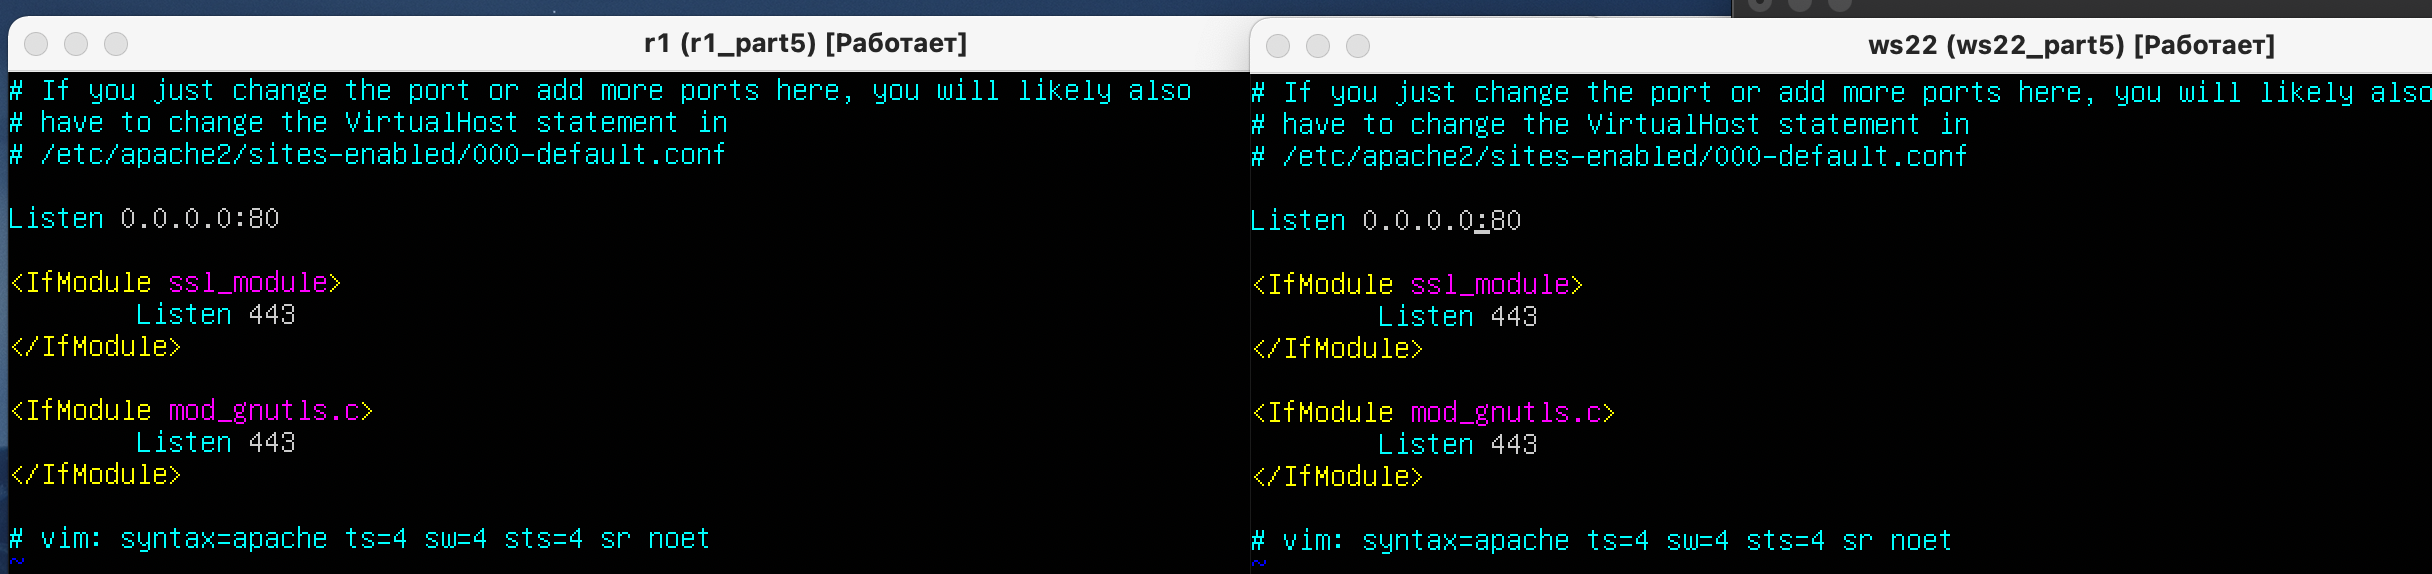 r1 (r1_part5) [Работает]
# If you just change the port or add more ports here, you will likely also
# have to change the VirtualHost statement in
# /etc/apache2/sites-enabled/000-default.conf
Listen 0.0.0.0:80
<IfModule ssl_module>
Listen 443
</IfModule>
<IfModule mod_gnutls.c>
Listen 443
</IfModule>
# vim: syntax=apache ts=4 sw=4 sts=4 sr noet
~
ws22 (ws22_part5) [Работает]
# If you just change the port or add more ports here, you will likely also
# have to change the VirtualHost statement in
# /etc/apache2/sites-enabled/000-default.conf
Listen 0.0.0.0:80
<IfModule ssl_module>
Listen 443
</IfModule>
<IfModule mod_gnutls.c>
Listen 443
</IfModule>
# vim: syntax=apache ts=4 sw=4 sts=4 sr noet
~